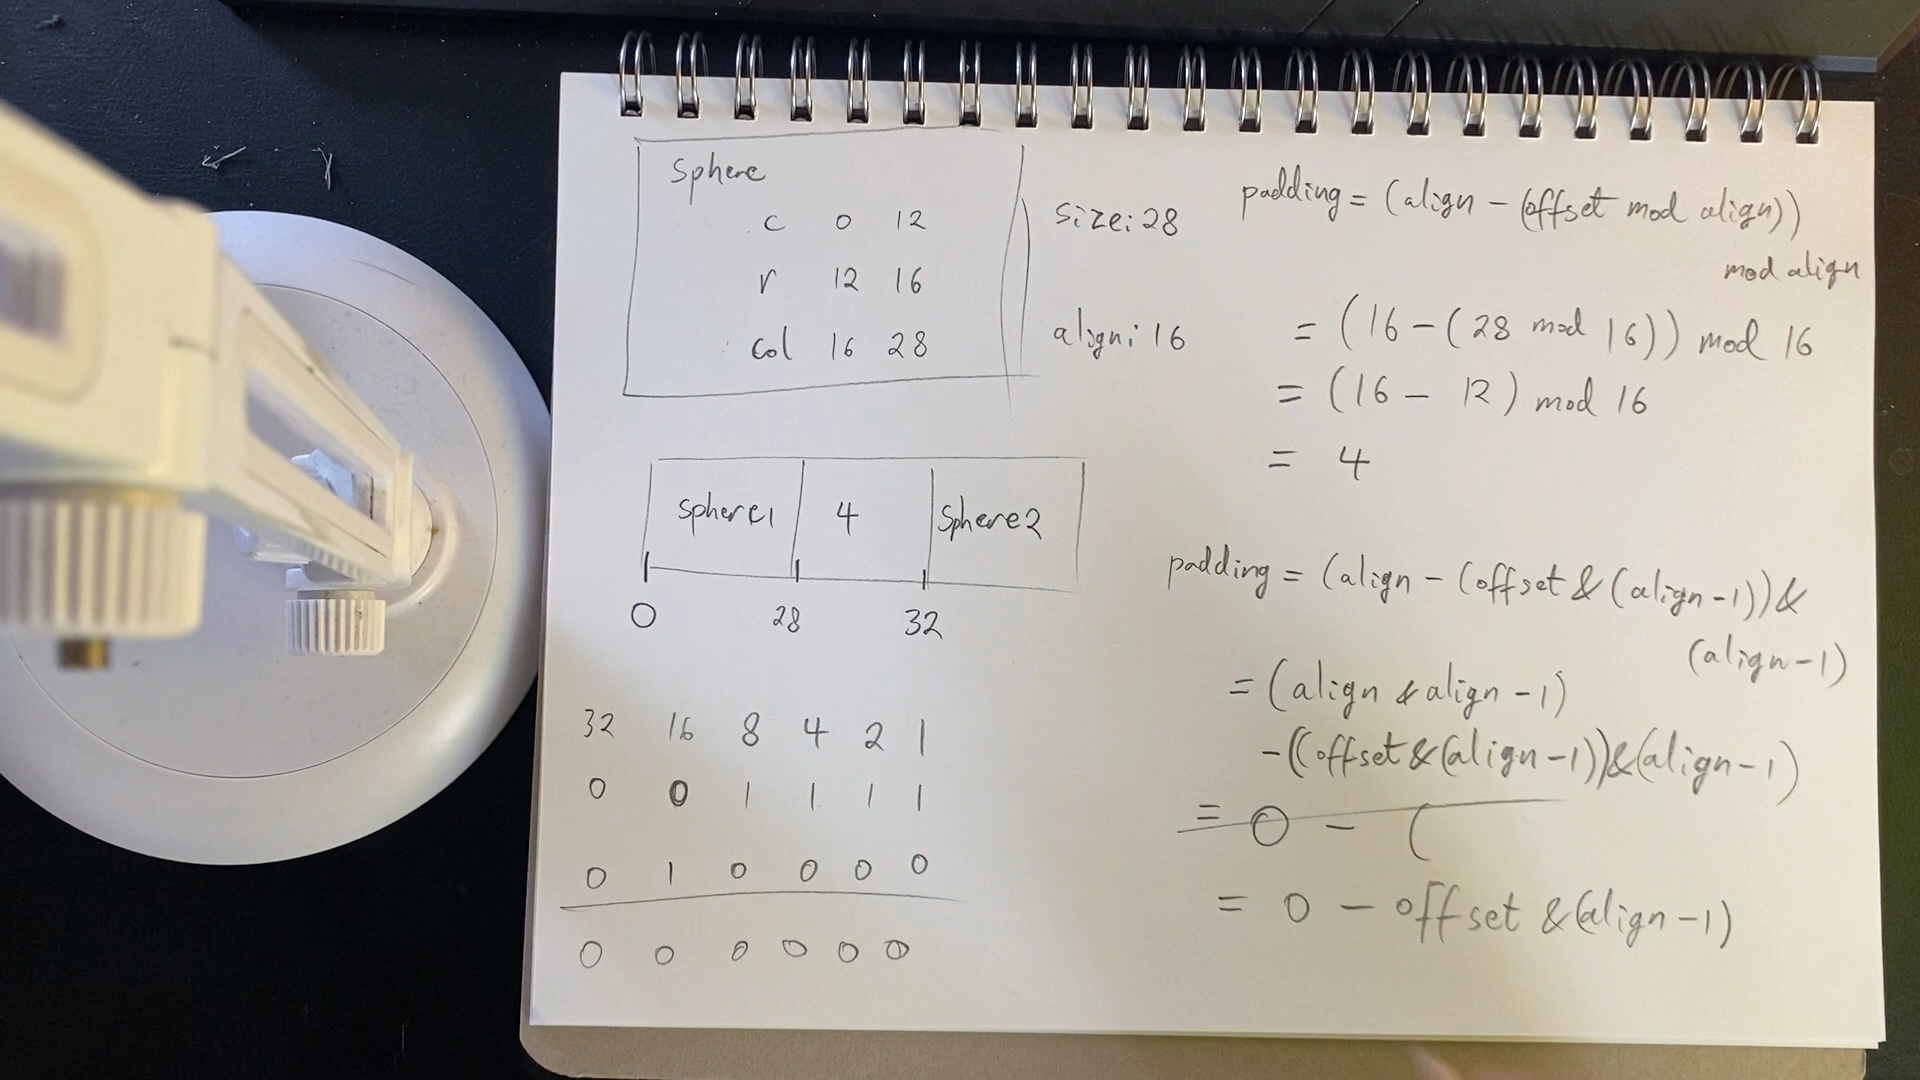 Sphere
c 0 12
r 12 16
Col 16 28
Size: 28
align: 16
Sphere1 4 Sphere2
0 28 32
32 16 8 4 2 1
0 0 1 1 1 1
0 1 0 0 0 0
0 0 0 0 0 0
padding = (align - (offset mod align))
mod align
= (16 - (28 mod 16)) mod 16
= (16 - 12) mod 16
= 4
padding = (align - (offset & (align - 1)) &
(align - 1)
= (align & align - 1)
- ((offset & (align - 1)) & (align - 1)
= 0 - (
= 0 - offset & (align - 1)